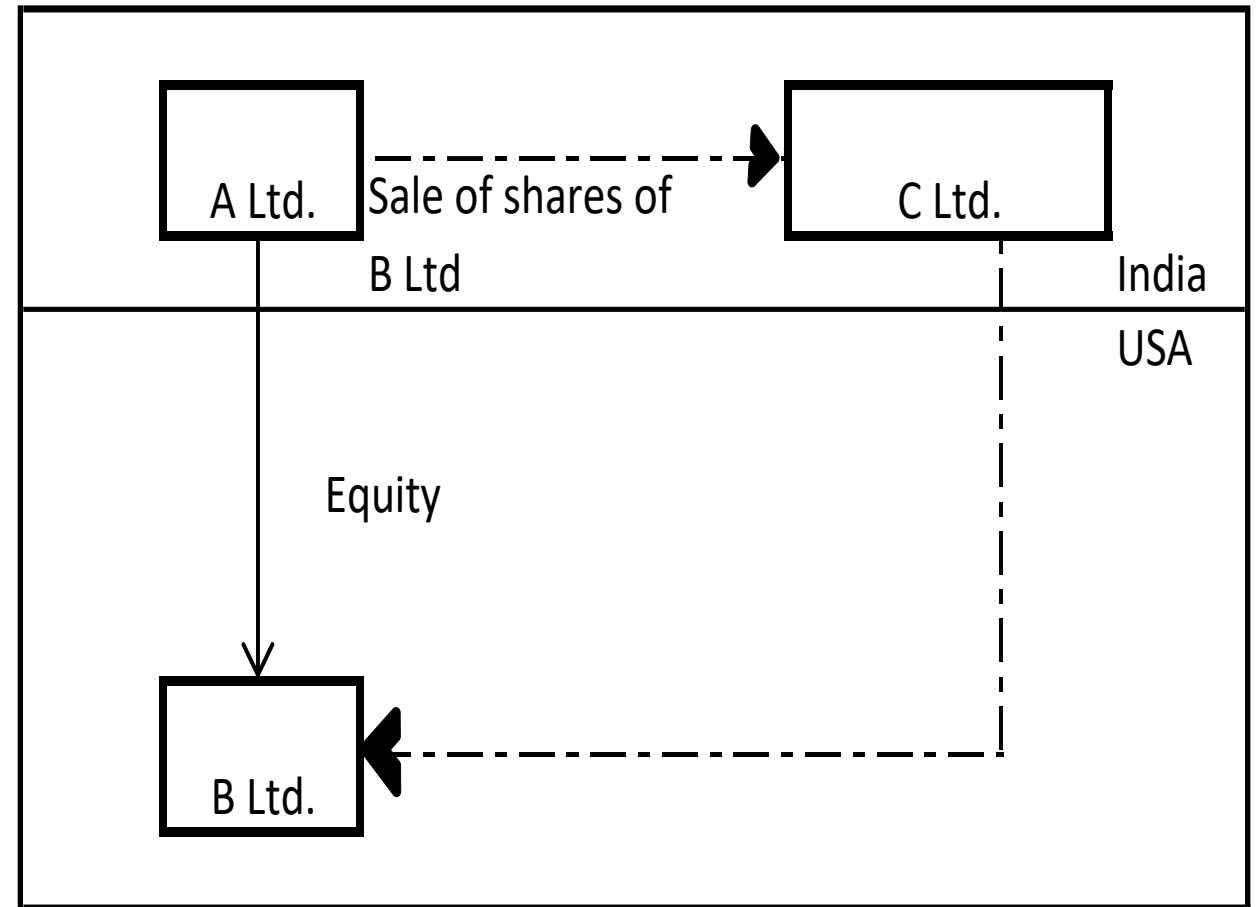 A Ltd.
Sale of shares of
B Ltd
C Ltd.
India
USA
Equity
B Ltd.